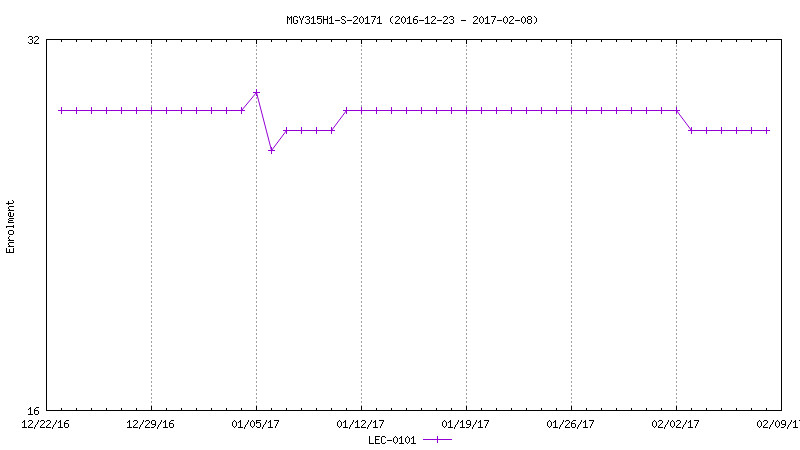 MGY315H1-S-20171 (2016-12-23 - 2017-02-08)
32
Enrolment
16
12/22/16 12/29/16 01/05/17 01/12/17 01/19/17 01/26/17 02/02/17 02/09/1
LEC-0101